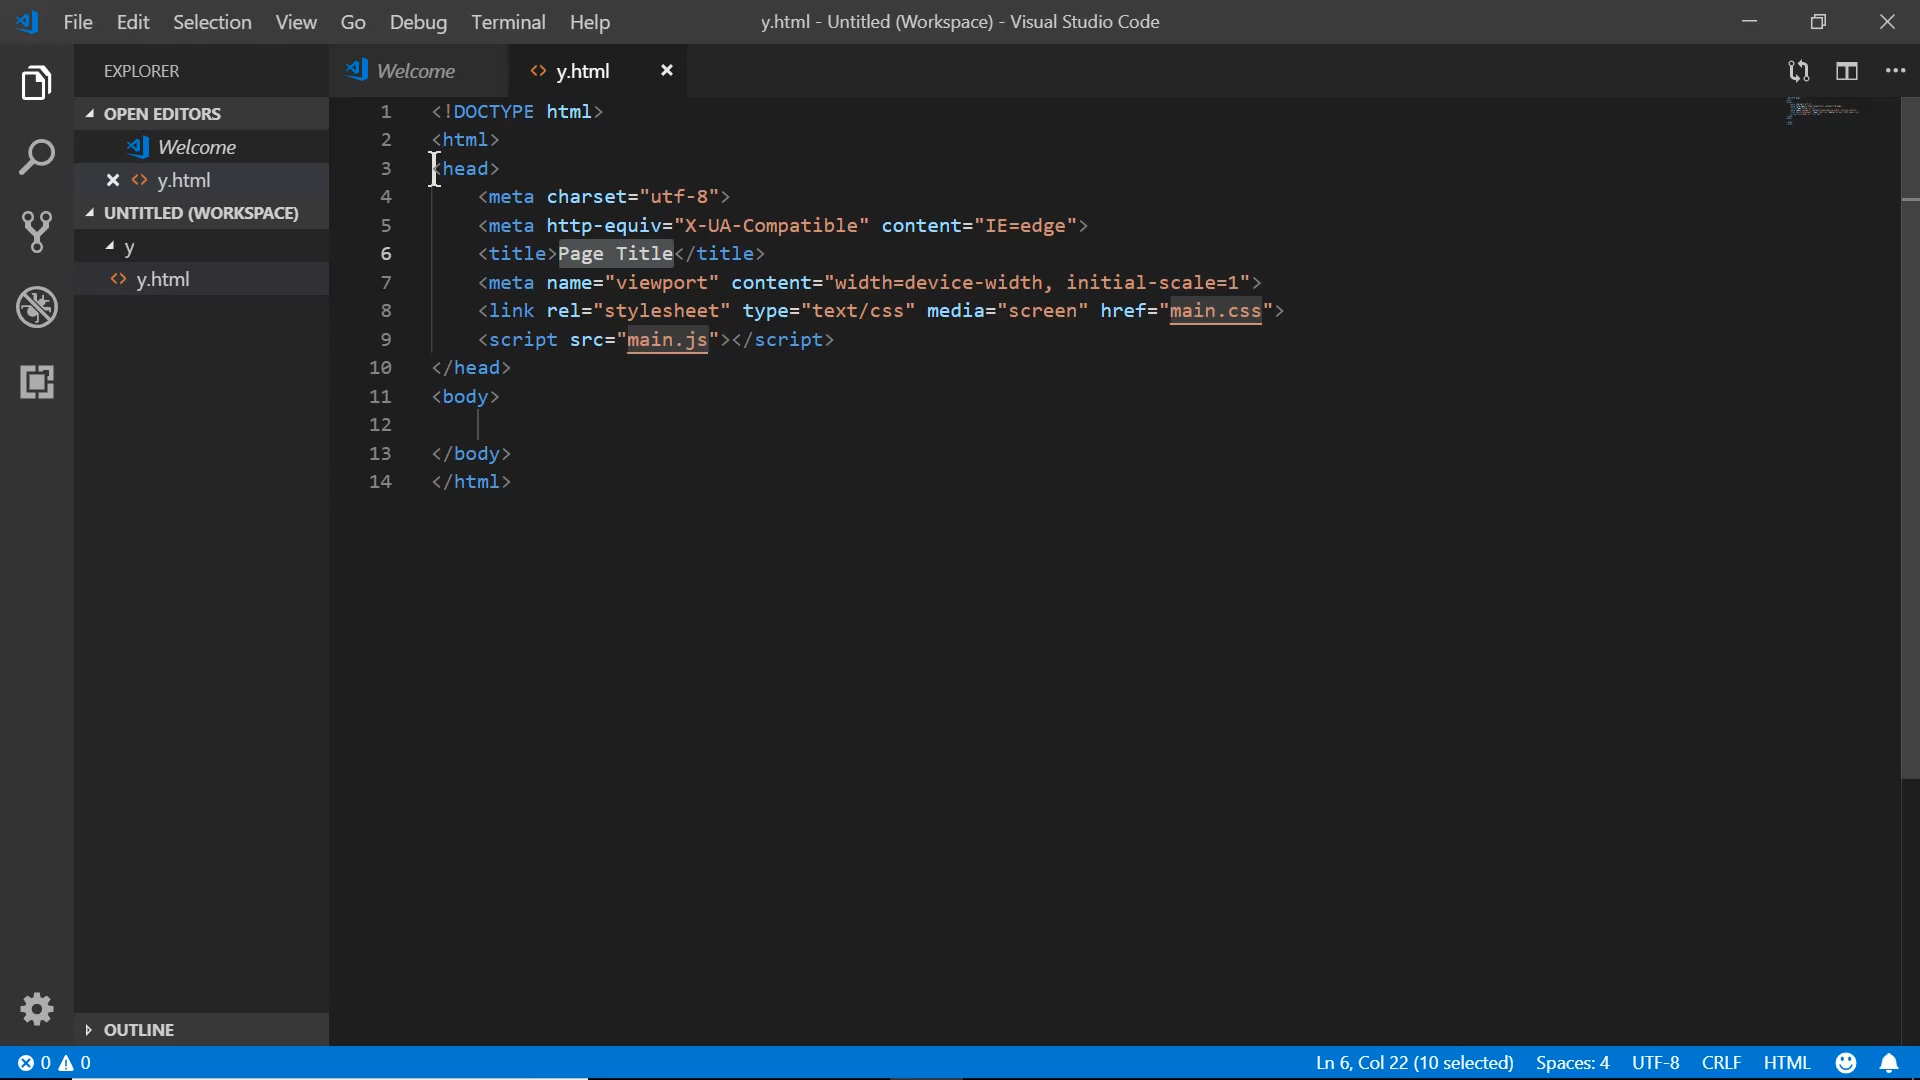 File Edit Selection View Go Debug Terminal Help
y.html - Untitled (Workspace) - Visual Studio Code
EXPLORER
OPEN EDITORS
Welcome
y.html
UNTITLED (WORKSPACE)
y
y.html
OUTLINE
Welcome
y.html
1 <!DOCTYPE html>
2 <html>
3 <head>
4 <meta charset="utf-8">
5 <meta http-equiv="X-UA-Compatible" content="IE=edge">
6 <title>Page Title</title>
7 <meta name="viewport" content="width=device-width, initial-scale=1">
8 <link rel="stylesheet" type="text/css" media="screen" href="main.css">
9 <script src="main.js"></script>
10 </head>
11 <body>
12
13 </body>
14 </html>
0 0
Ln 6, Col 22 (10 selected) Spaces: 4 UTF-8 CRLF HTML